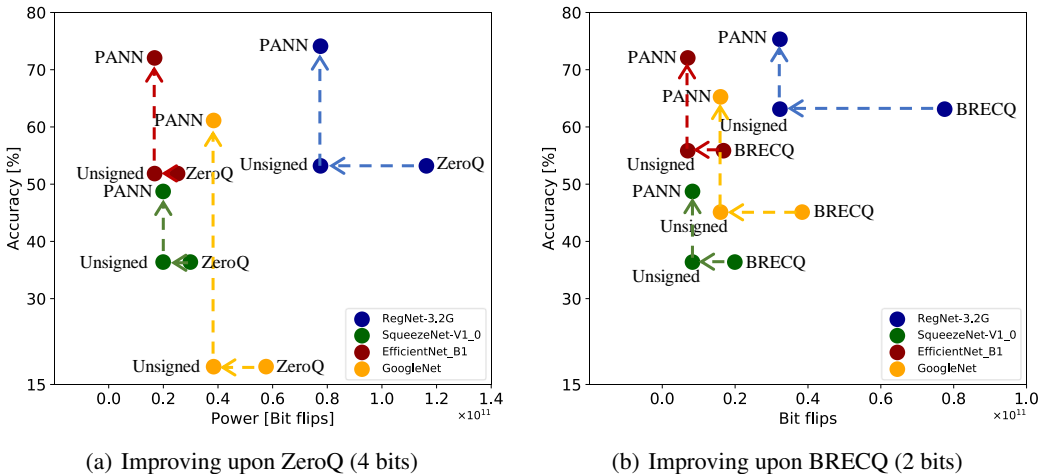 80
70
60
50
40
30
15
Accuracy [%]
PANN
PANN
PANN
Unsigned
ZeroQ
Unsigned
ZeroQ
PANN
Unsigned
ZeroQ
Unsigned
ZeroQ
RegNet-3.2G
SqueezeNet-V1_0
EfficientNet_B1
GoogleNet
0.0 0.2 0.4 0.6 0.8 1.0 1.2 1.4
Power [Bit flips]
×10¹¹
(a) Improving upon ZeroQ (4 bits)
80
70
60
50
40
30
15
Accuracy [%]
PANN
PANN
PANN
Unsigned
BRECQ
Unsigned
BRECQ
PANN
Unsigned
BRECQ
Unsigned
BRECQ
RegNet-3.2G
SqueezeNet-V1_0
EfficientNet_B1
GoogleNet
0.0 0.2 0.4 0.6 0.8 1.0
Bit flips
×10¹¹
(b) Improving upon BRECQ (2 bits)